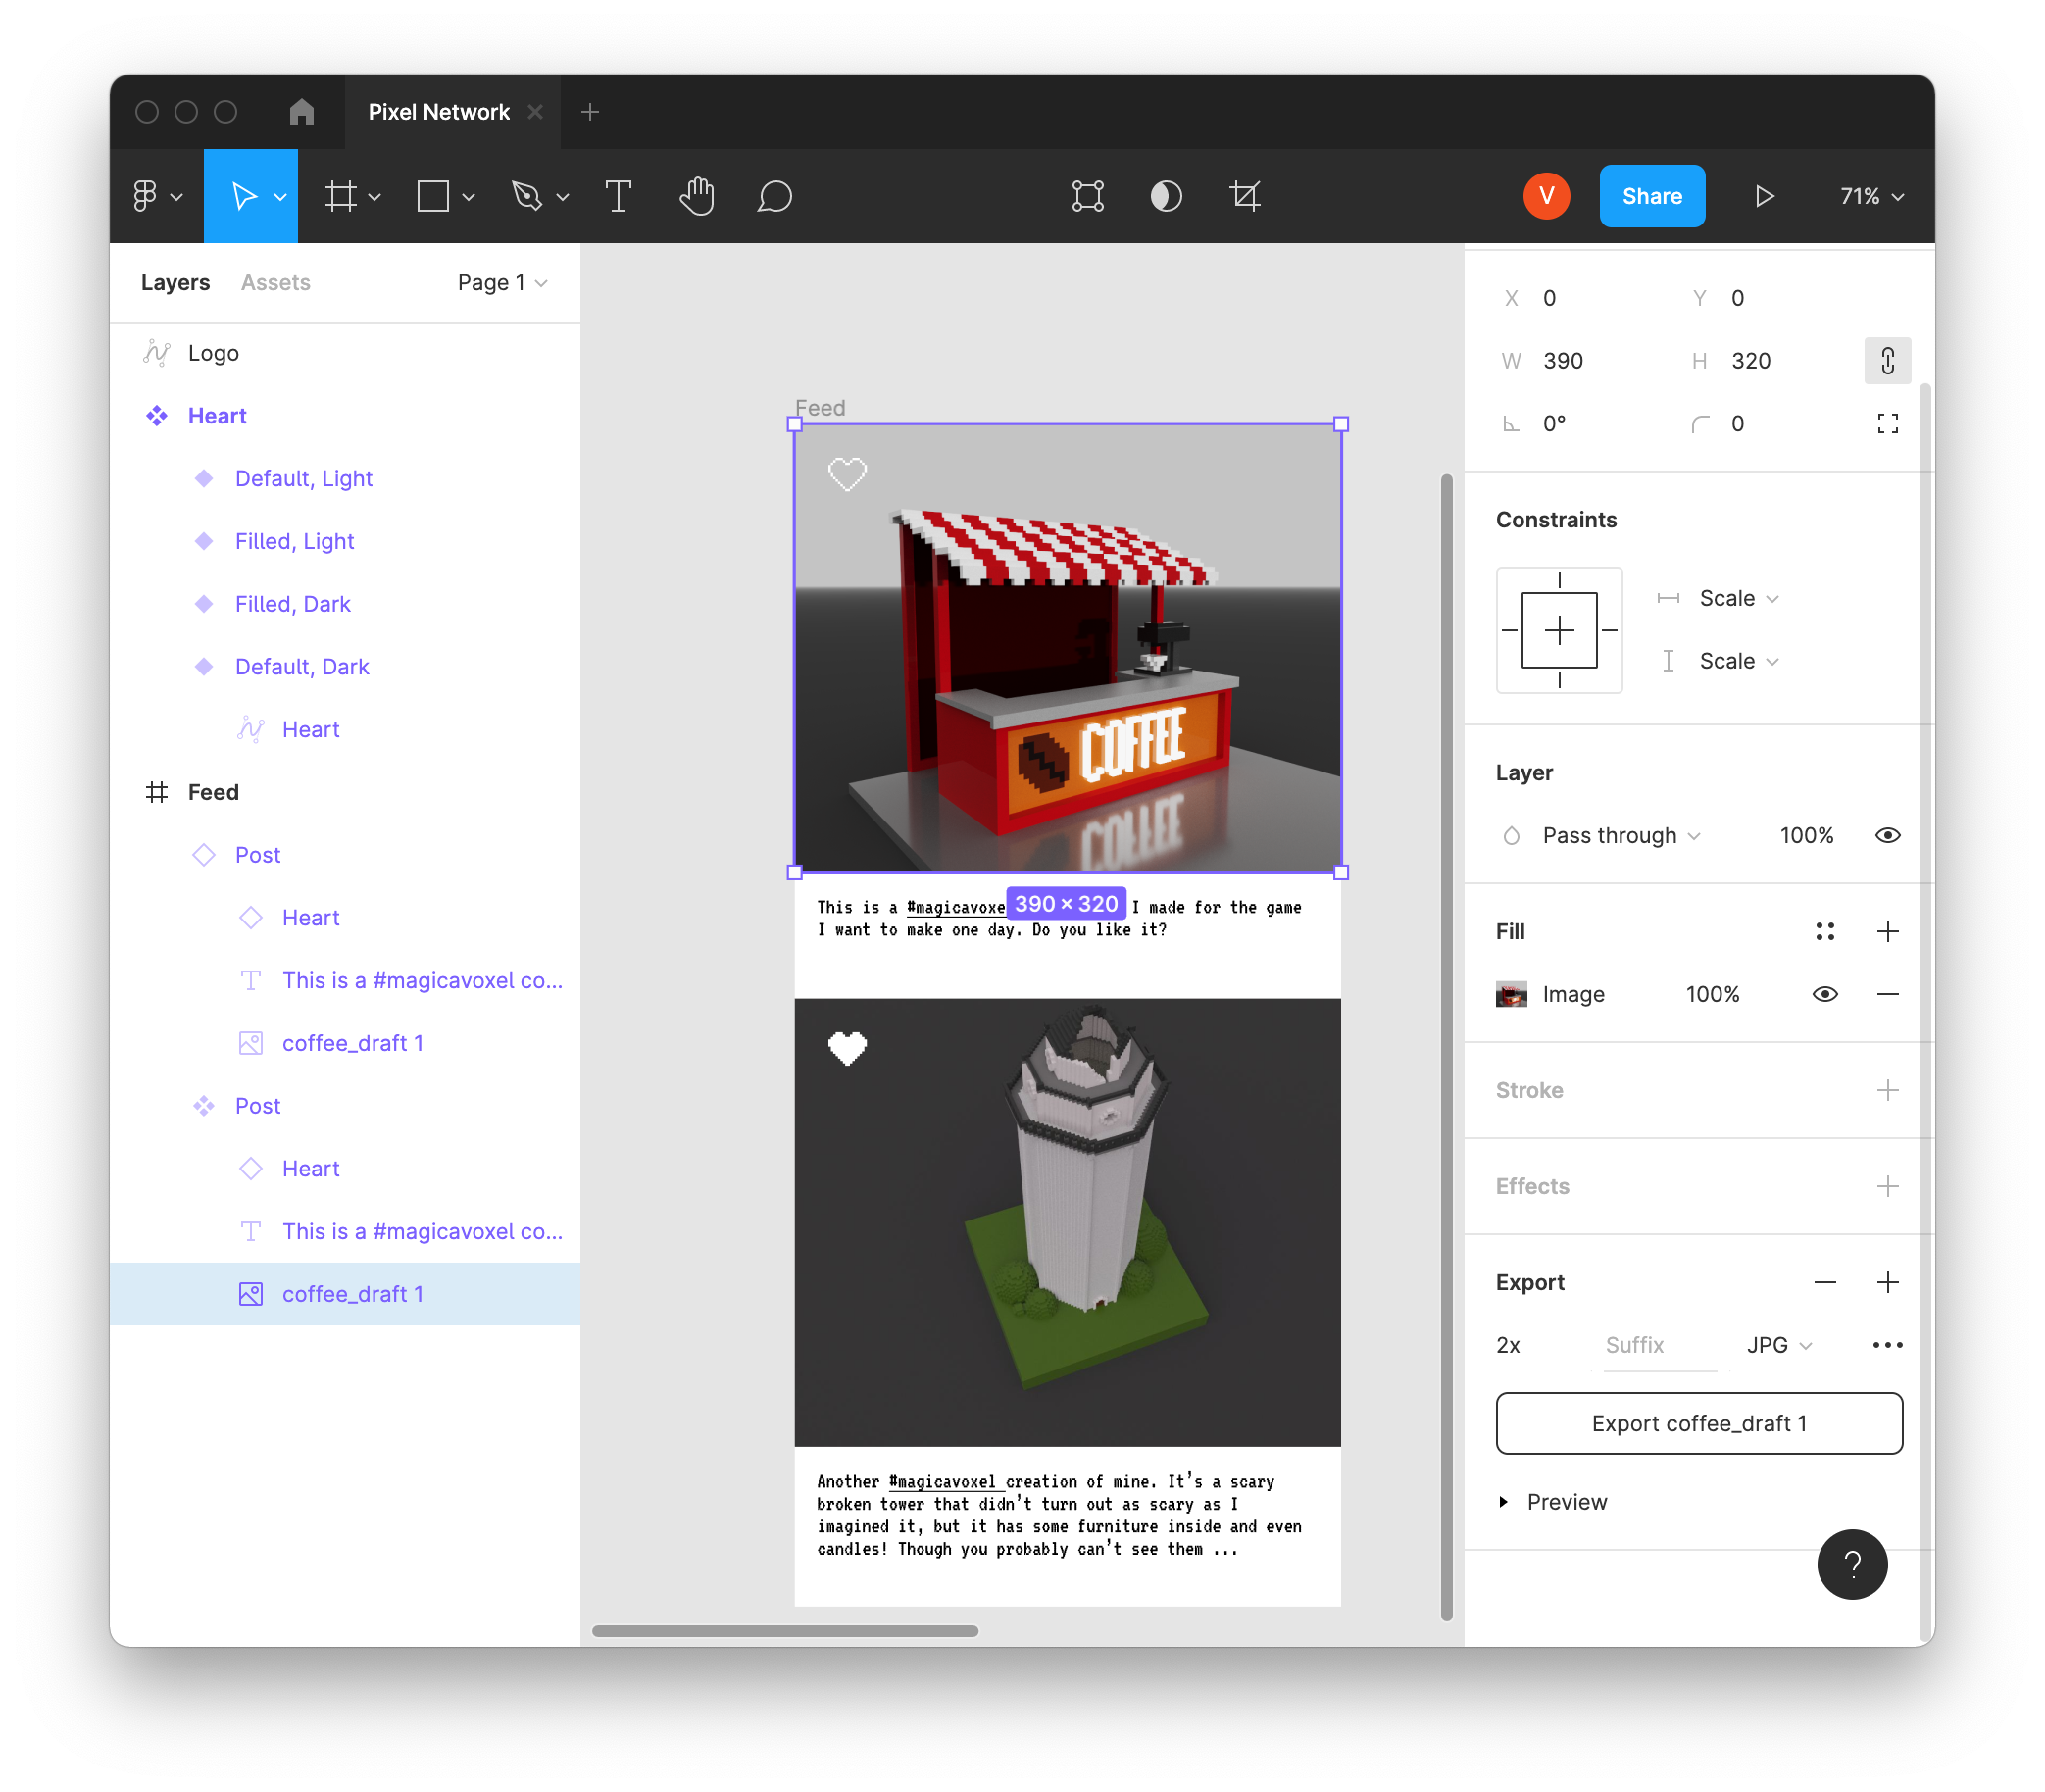 Pixel Network
V
Share
71%
Layers
Assets
Page 1
Logo
Heart
Default, Light
Filled, Light
Filled, Dark
Default, Dark
Heart
Feed
Post
Heart
This is a #magicavoxel co...
coffee_draft 1
Post
Heart
This is a #magicavoxel co...
coffee_draft 1
Feed
COFFEE
This is a #magicavoxe
390 × 320
I made for the game
I want to make one day. Do you like it?
Another #magicavoxel creation of mine. It's a scary
broken tower that didn't turn out as scary as I
imagined it, but it has some furniture inside and even
candles! Though you probably can't see them ...
X 0 Y 0
W 390 H 320
0° 0
Constraints
Scale
Scale
Layer
Pass through 100%
Fill
Image 100%
Stroke
Effects
Export
2x Suffix JPG
Export coffee_draft 1
Preview
?